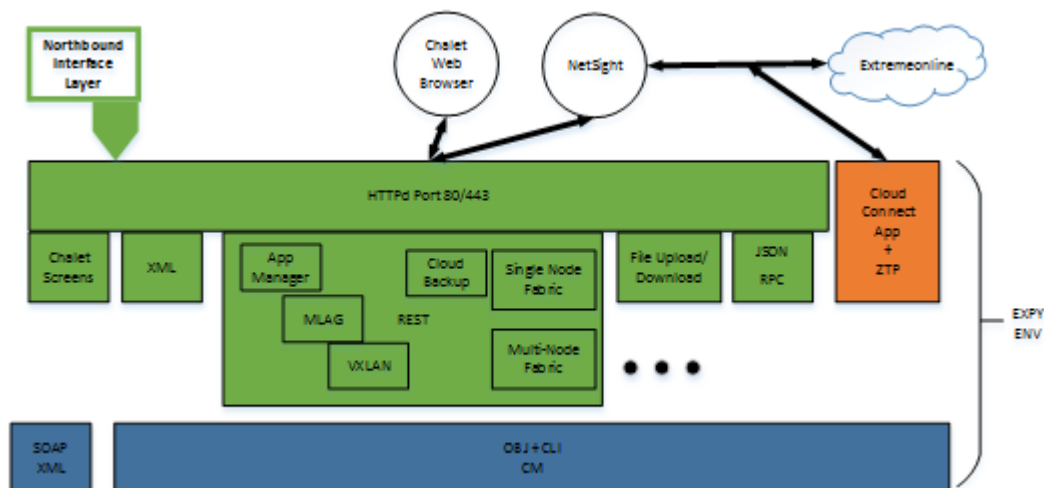 Northbound
Interface
Layer
Chalet
Web
Browser
NetSight
Extremeonline
HTTPd Port 80/443
Cloud
Connect
App
+
ZTP
Chalet
Screens
XML
App
Manager
Cloud
Backup
Single Node
Fabric
File Upload/
Download
JSON
RPC
MLAG
REST
VXLAN
Multi-Node
Fabric
EXPY
ENV
SOAP
XML
OBJ + CLI
CM